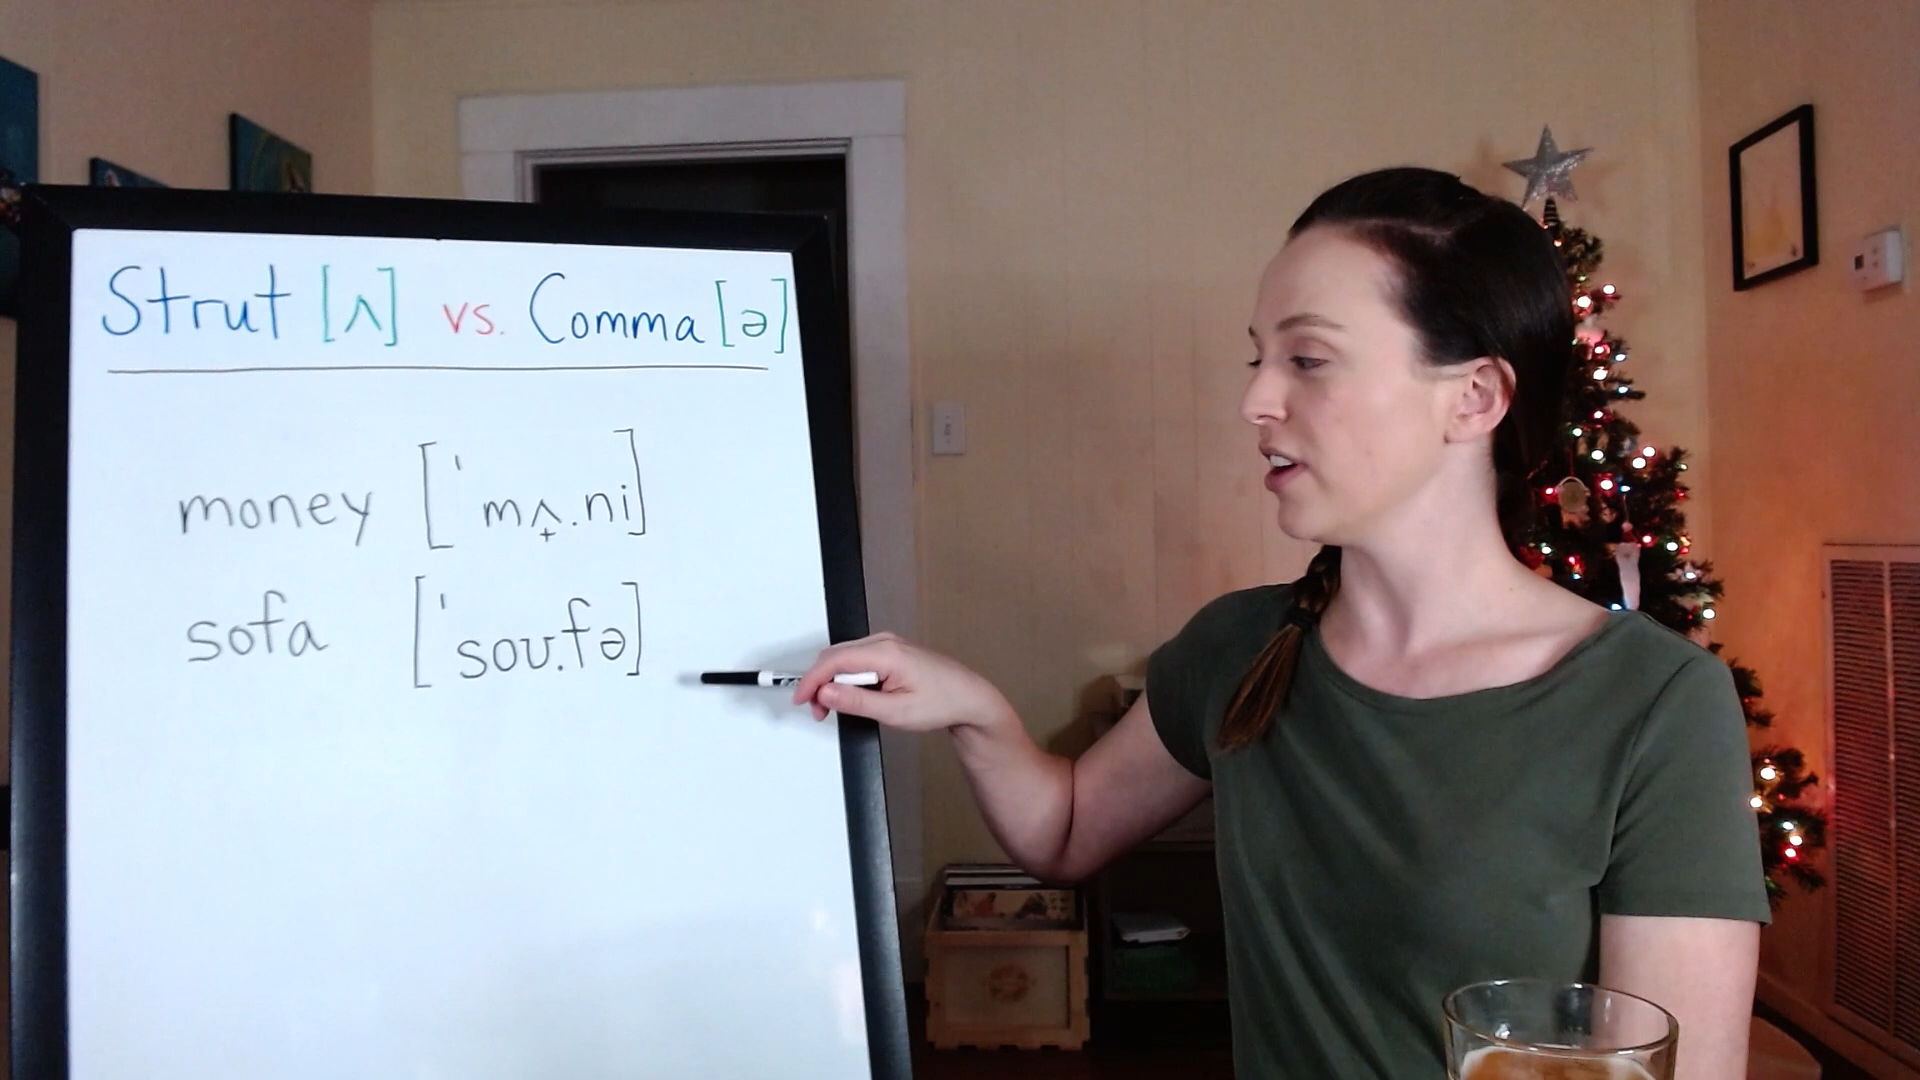 Strut [ʌ] vs. Comma [ə]
money [ˈmʌ̟.ni]
sofa [ˈsoʊ.fə]